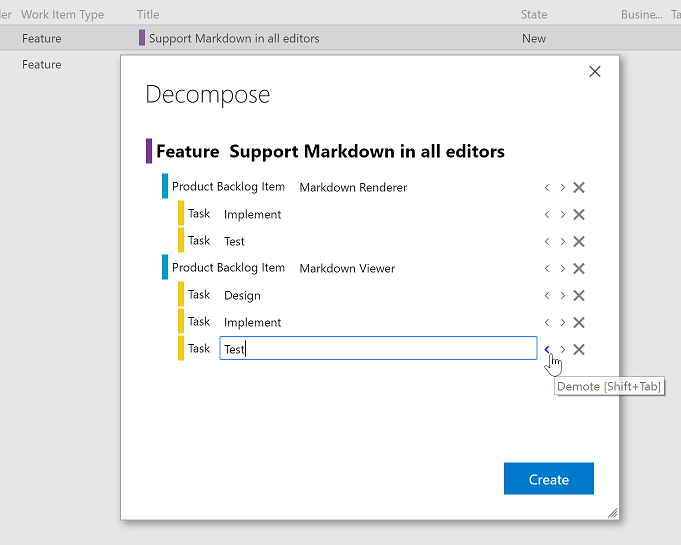 der Work Item Type Title State Busine... Ta
Feature Support Markdown in all editors New
Feature
Decompose
Feature Support Markdown in all editors
Product Backlog Item Markdown Renderer
Task Implement
Task Test
Product Backlog Item Markdown Viewer
Task Design
Task Implement
Task Test
Demote [Shift+Tab]
Create